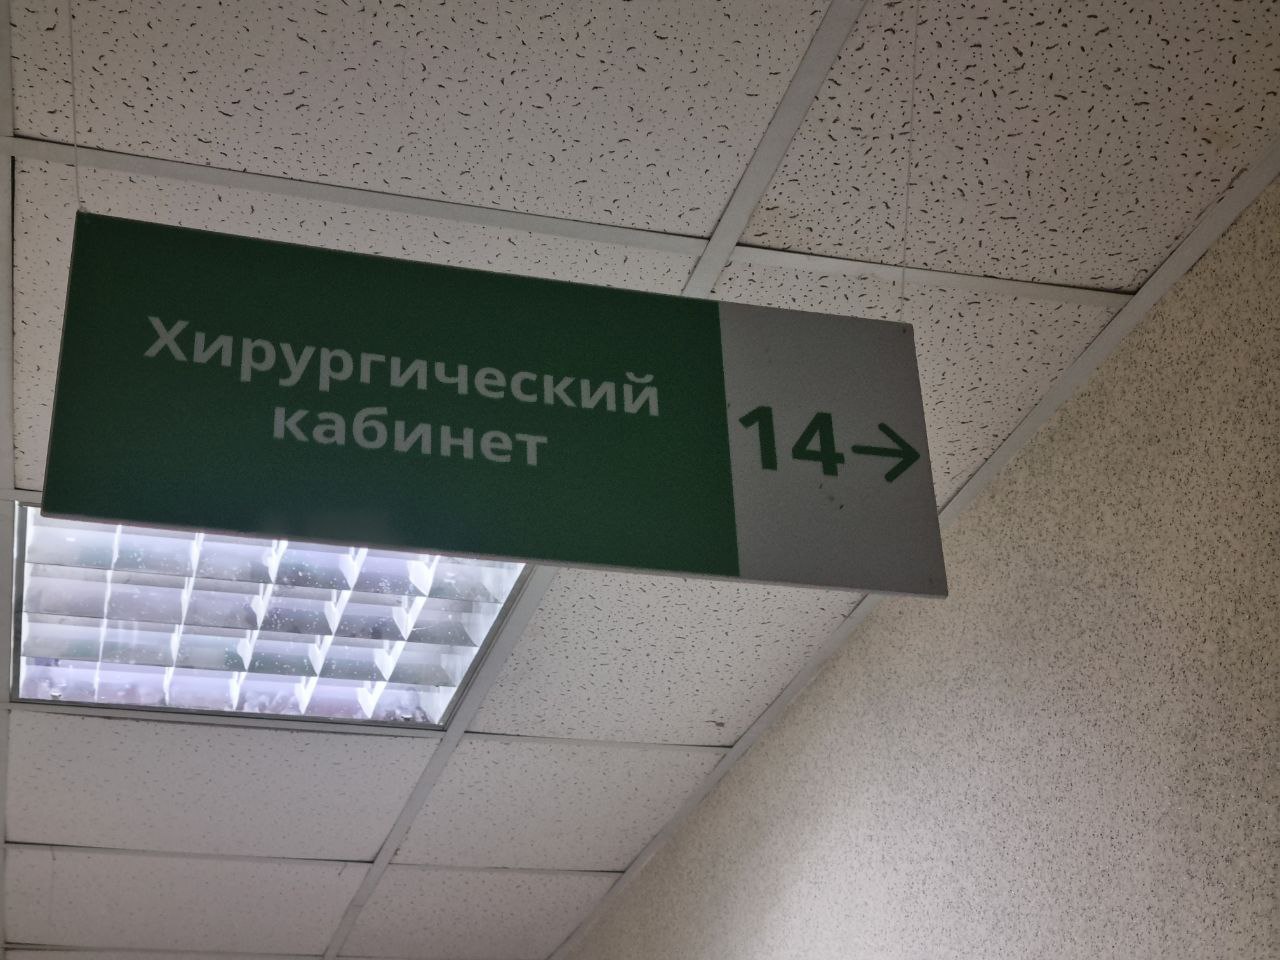 Хирургический
кабинет
14→